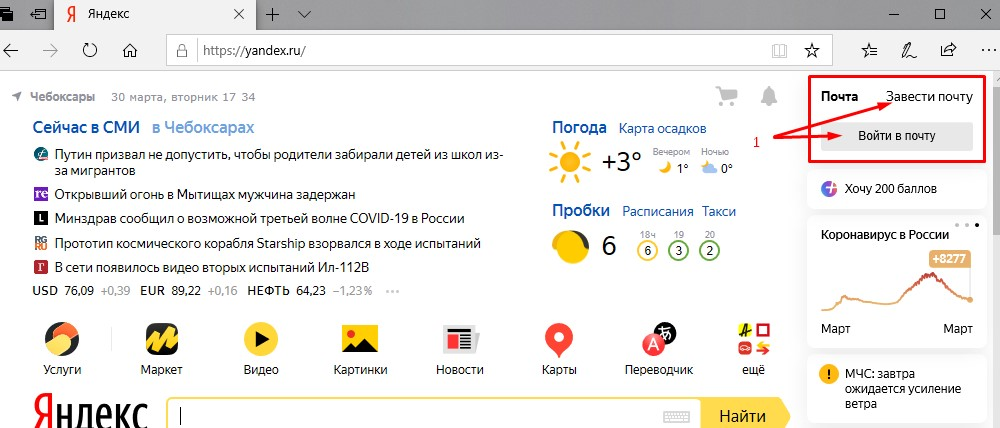 Яндекс
https://yandex.ru/
Чебоксары 30 марта, вторник 17 34
Сейчас в СМИ в Чебоксарах
Путин призвал не допустить, чтобы родители забирали детей из школ из-
за мигрантов
Открывший огонь в Мытищах мужчина задержан
Минздрав сообщил о возможной третьей волне COVID-19 в России
Прототип космического корабля Starship взорвался в ходе испытаний
В сети появилось видео вторых испытаний Ил-112В
USD 76,09 +0,39 EUR 89,22 +0,16 НЕФТЬ 64,23 −1,23% •••
Погода Карта осадков
+3° Вечером 1° Ночью 0°
Пробки Расписания Такси
6 18ч 6 19 3 20 2
1
Почта Завести почту
Войти в почту
Хочу 200 баллов
Коронавирус в России
+8277
Март Март
МЧС: завтра
ожидается усиление
ветра
Услуги Маркет Видео Картинки Новости Карты Переводчик ещё
Яндекс Найти